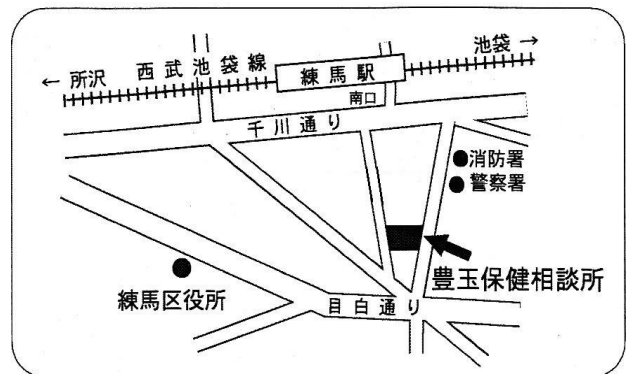 池袋→
←所沢 西武池袋線
練馬駅
南口
千川通り
消防署
警察署
豊玉保健相談所
練馬区役所
目白通り